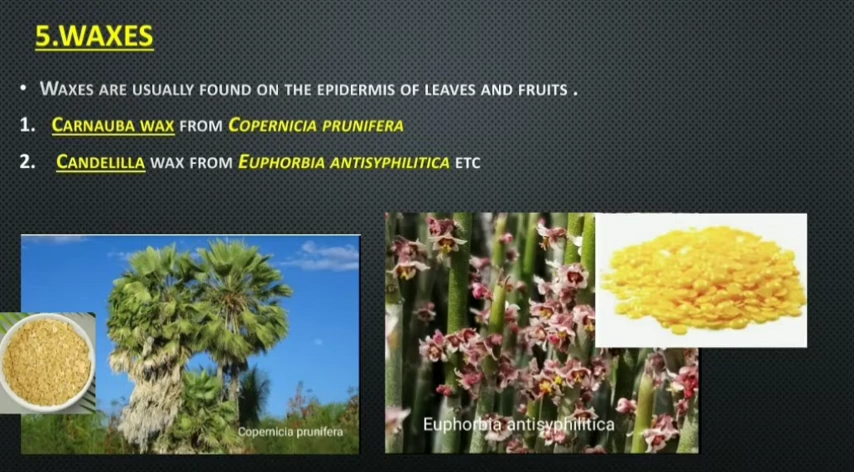 5.WAXES
• WAXES ARE USUALLY FOUND ON THE EPIDERMIS OF LEAVES AND FRUITS .
1. CARNAUBA WAX FROM COPERNICIA PRUNIFERA
2. CANDELILLA WAX FROM EUPHORBIA ANTISYPHILITICA ETC
Copernicia prunifera
Euphorbia antisyphilitica